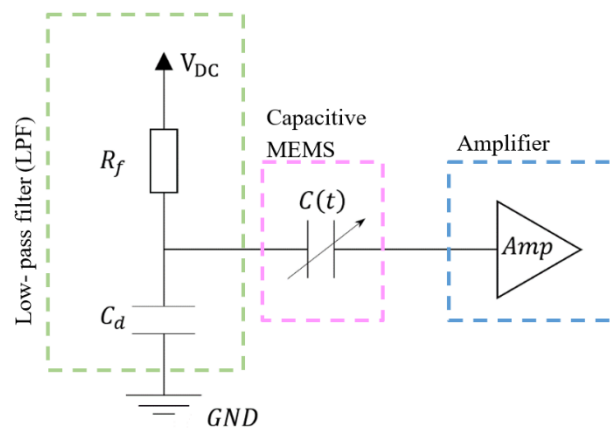 Low- pass filter (LPF)
V_DC
R_f
C_d
GND
Capacitive
MEMS
C(t)
Amplifier
Amp